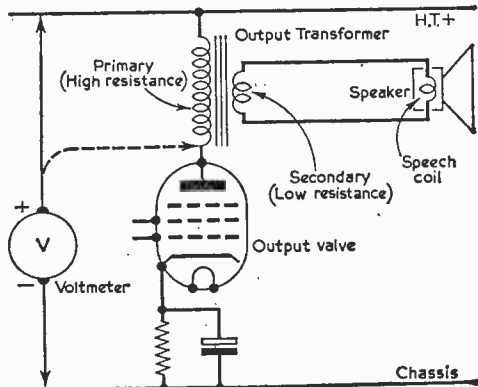 H.T.+
Output Transformer
Primary
(High resistance)
Speaker
Speech
coil
Secondary
(Low resistance)
Output valve
+
V
−
Voltmeter
Chassis